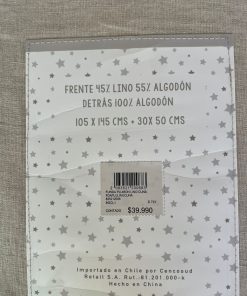 FRENTE 45% LINO 55% ALGODÓN
DETRÁS 100% ALGODÓN
105 X 145 CMS + 30X 50 CMS
CONTADO $39.990
Importado en Chile por Cencosud
Retail S.A. Rut.:81.201.000-k
Hecho en China